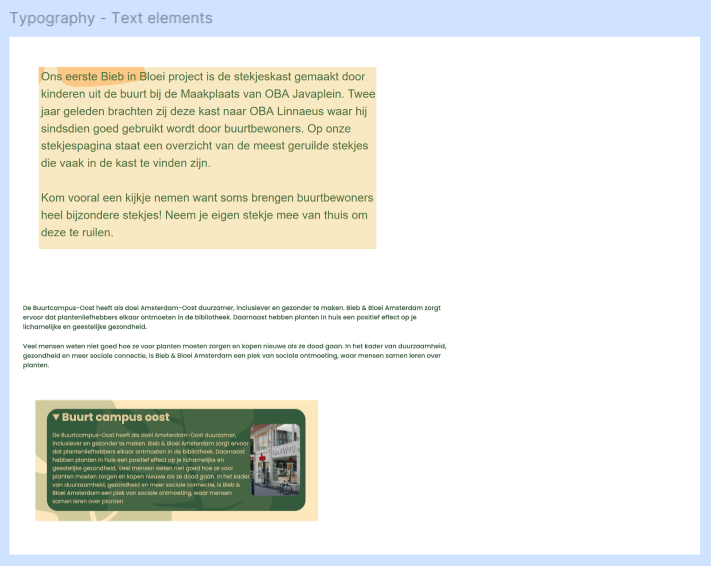 Typography - Text elements
Ons eerste Bieb in Bloei project is de stekjeskast gemaakt door
kinderen uit de buurt bij de Maakplaats van OBA Javaplein. Twee
jaar geleden brachten zij deze kast naar OBA Linnaeus waar hij
sindsdien goed gebruikt wordt door buurtbewoners. Op onze
stekjespagina staat een overzicht van de meest geruilde stekjes
die vaak in de kast te vinden zijn.
Kom vooral een kijkje nemen want soms brengen buurtbewoners
heel bijzondere stekjes! Neem je eigen stekje mee van thuis om
deze te ruilen.
De Buurtcampus-Oost heeft als doel Amsterdam-Oost duurzamer, inclusiever en gezonder te maken. Bieb & Bloei Amsterdam zorgt
ervoor dat plantenliefhebbers elkaar ontmoeten in de bibliotheek. Daarnaast hebben planten in huis een positief effect op je
lichamelijke en geestelijke gezondheid.
Veel mensen weten niet goed hoe ze voor planten moeten zorgen en kopen nieuwe als ze dood gaan. In het kader van duurzaamheid,
gezondheid en meer sociale connectie, is Bieb & Bloei Amsterdam een plek van sociale ontmoeting, waar mensen samen leren over
planten.
▼ Buurt campus oost
De Buurtcampus-Oost heeft als doel Amsterdam-Oost duurzamer,
inclusiever en gezonder te maken. Bieb & Bloei Amsterdam zorgt ervoor
dat plantenliefhebbers elkaar ontmoeten in de bibliotheek. Daarnaast
hebben planten in huis een positief effect op je lichamelijke en
geestelijke gezondheid. Veel mensen weten niet goed hoe ze voor
planten moeten zorgen en kopen nieuwe als ze dood gaan. In het kader
van duurzaamheid, gezondheid en meer sociale connectie, is Bieb &
Bloei Amsterdam een plek van sociale ontmoeting, waar mensen
samen leren over planten